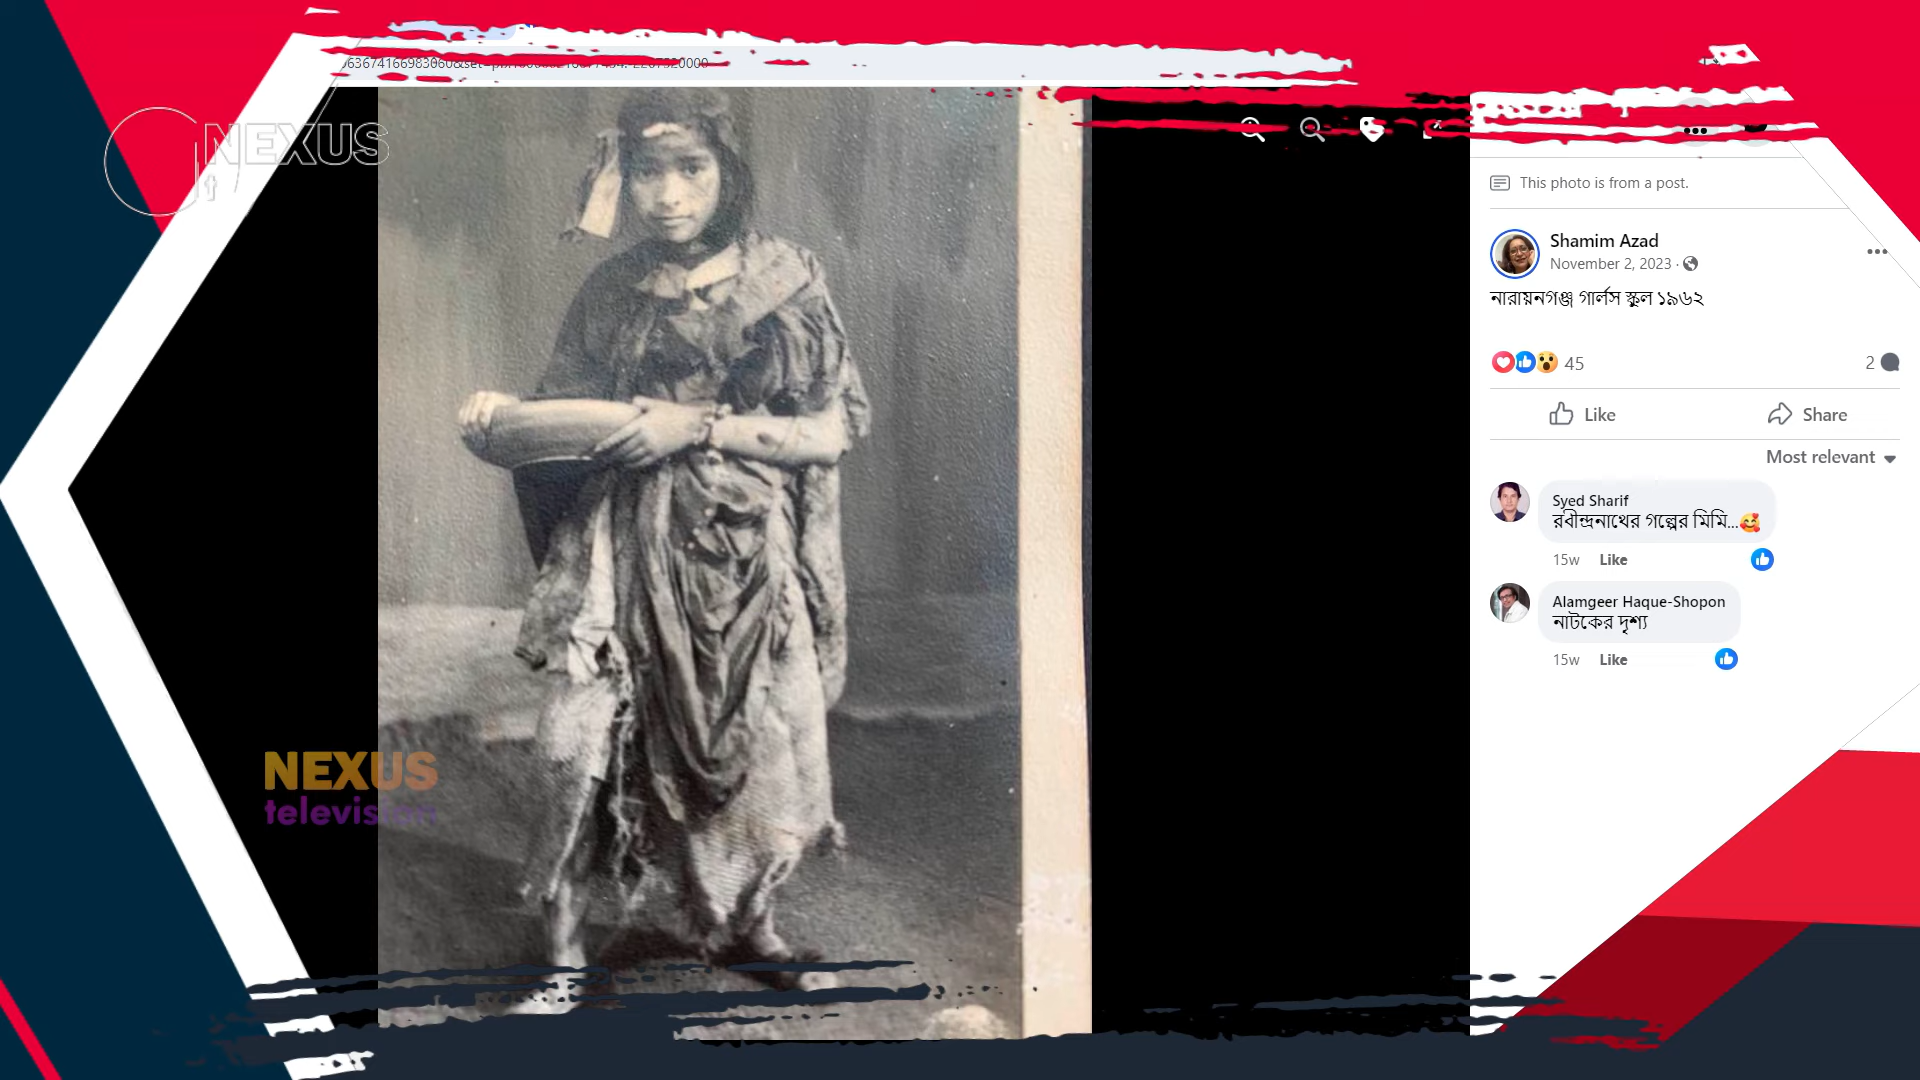 NEXUS
t
This photo is from a post.
Shamim Azad
November 2, 2023 ·
নারায়নগঞ্জ গার্লস স্কুল ১৯৬২
45
2
Like
Share
Most relevant
Syed Sharif
রবীন্দ্রনাথের গল্পের মিমি...🥰
15w Like
Alamgeer Haque-Shopon
নাটকের দৃশ্য
15w Like
NEXUS
television